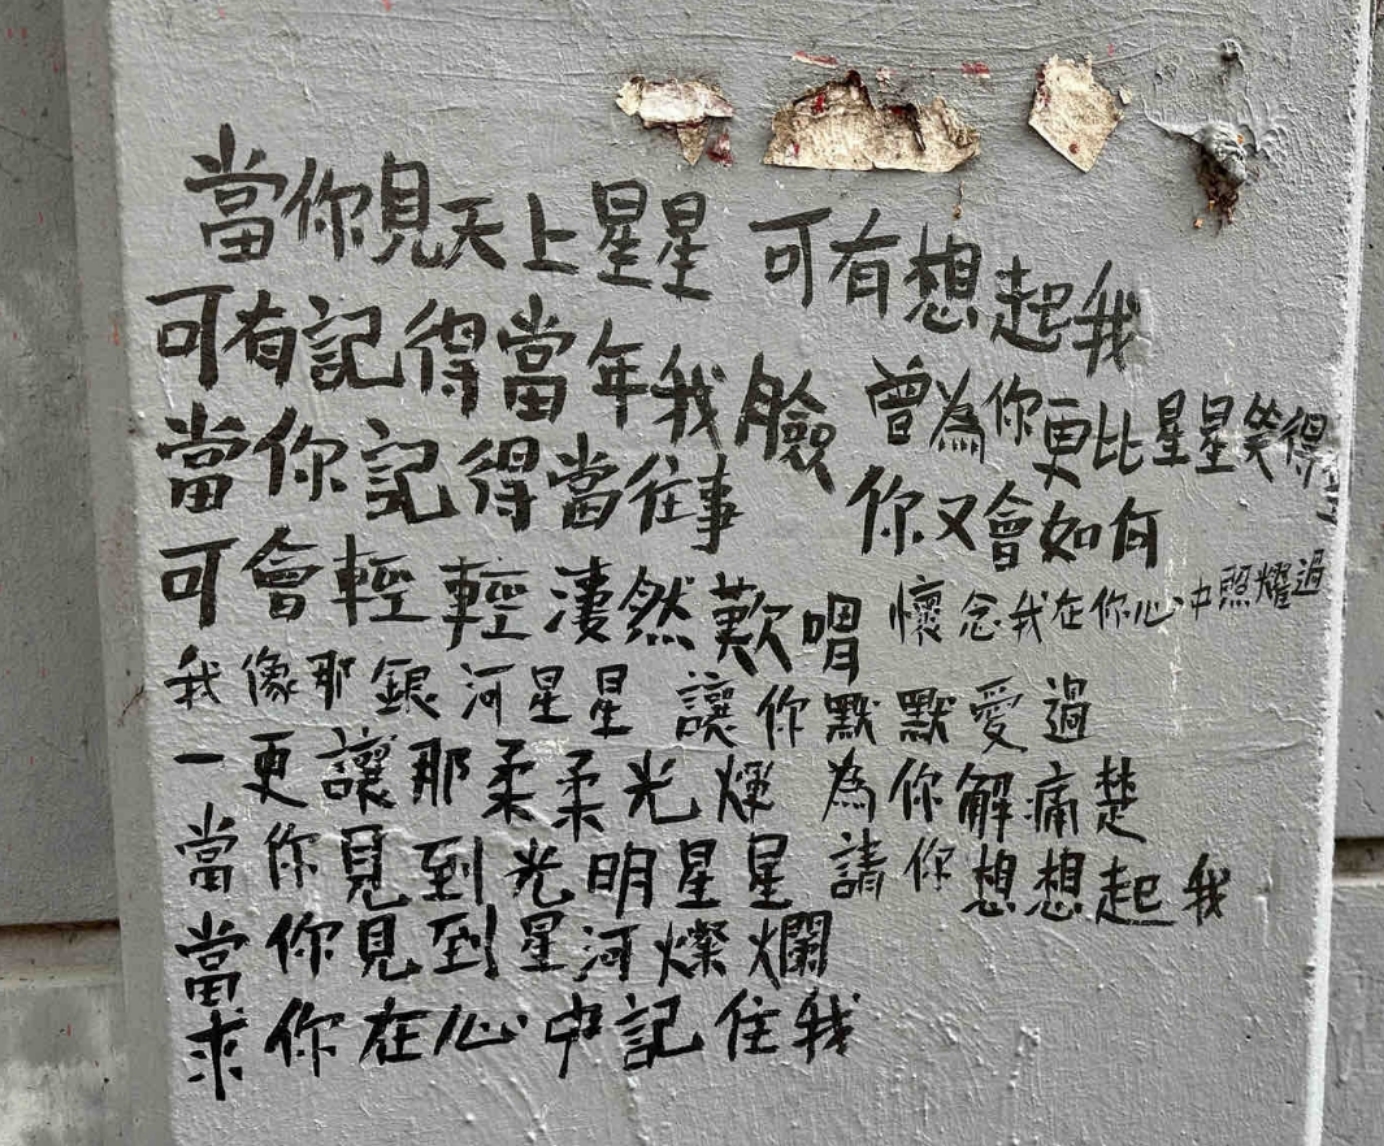 當你見天上星星 可有想起我
可有記得當年我臉 曾為你更比星星笑得
當你記得當往事 你又會如何
可會輕輕淒然歎喟 懷念我在你心中照耀過
我像那銀河星星 讓你默默愛過
一更讓那柔柔光輝 為你解痛楚
當你見到光明星星 請你想想起我
當你見到星河燦爛
求你在心中記住我